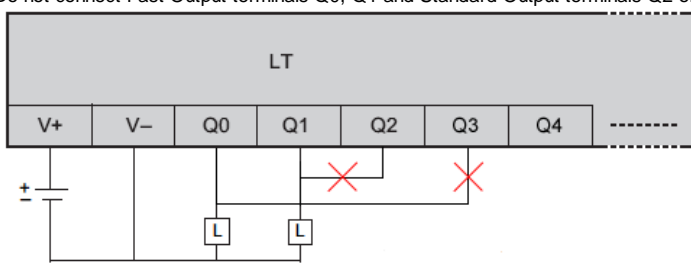 Do not connect Fast Output terminals Q0, Q1 and Standard Output terminals Q2 or
LT
V+ V– Q0 Q1 Q2 Q3 Q4
±
L L